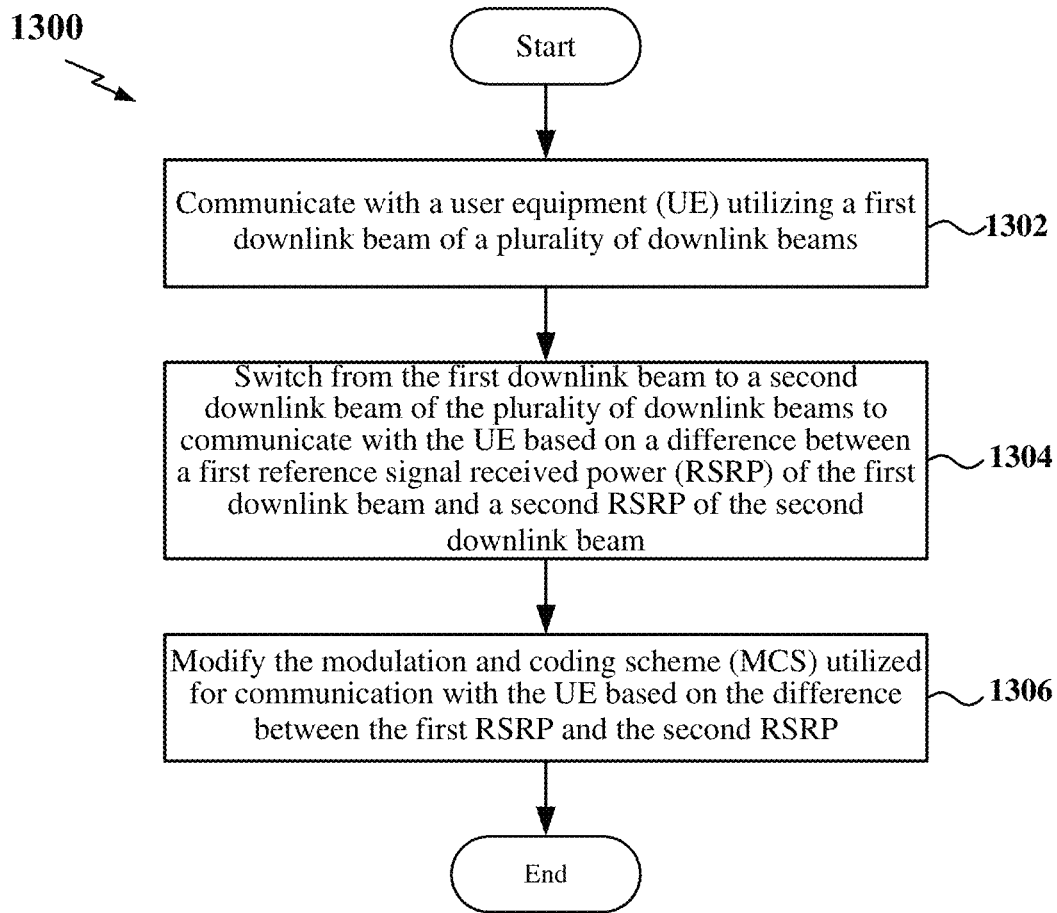 1300
Start
Communicate with a user equipment (UE) utilizing a first
downlink beam of a plurality of downlink beams
1302
Switch from the first downlink beam to a second
downlink beam of the plurality of downlink beams to
communicate with the UE based on a difference between
a first reference signal received power (RSRP) of the first
downlink beam and a second RSRP of the second
downlink beam
1304
Modify the modulation and coding scheme (MCS) utilized
for communication with the UE based on the difference
between the first RSRP and the second RSRP
1306
End